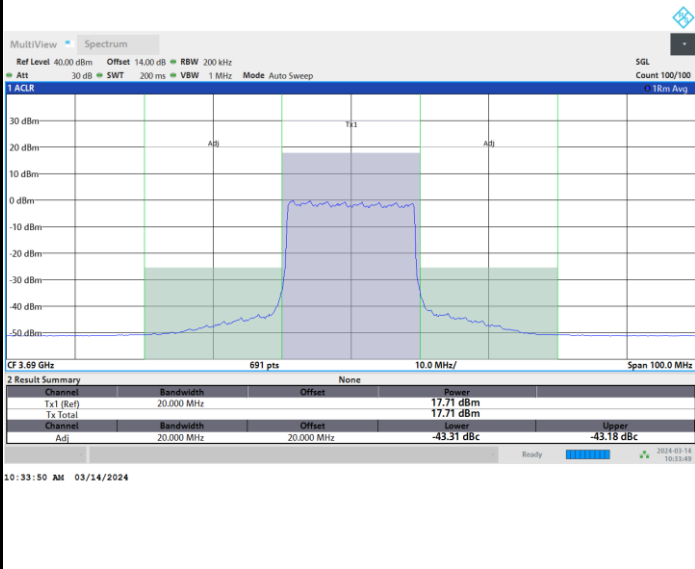 MultiView Spectrum
Ref Level 40.00 dBm Offset 14.00 dB RBW 200 kHz SGL
Att 30 dB SWT 200 ms VBW 1 MHz Mode Auto Sweep Count 100/100
1 ACLR 1Rm Avg
30 dBm
Tx1
20 dBm
Adj Adj
10 dBm
0 dBm
-10 dBm
-20 dBm
-30 dBm
-40 dBm
-50 dBm
CF 3.69 GHz 691 pts 10.0 MHz/ Span 100.0 MHz
2 Result Summary None
Channel Bandwidth Offset Power
Tx1 (Ref) 20.000 MHz 17.71 dBm
Tx Total 17.71 dBm
Channel Bandwidth Offset Lower Upper
Adj 20.000 MHz 20.000 MHz -43.31 dBc -43.18 dBc
Ready 2024-03-14
10:33:49
10:33:50 AM 03/14/2024